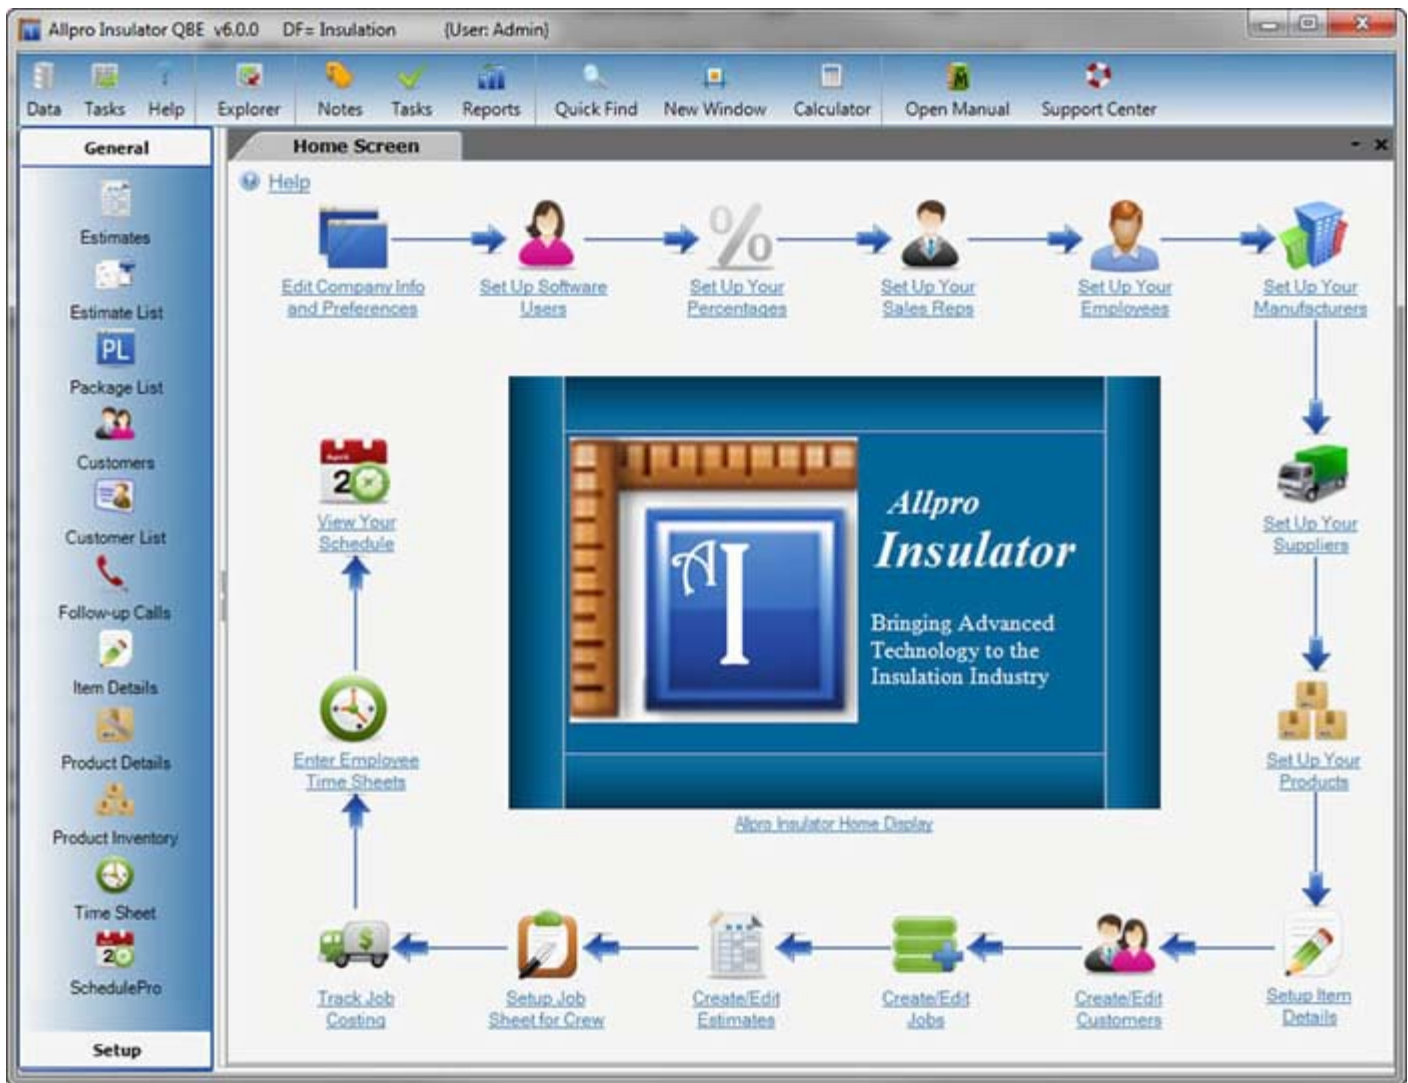 Allpro Insulator QBE v6.0.0 DF= Insulation {User: Admin}
Data Tasks Help Explorer Notes Tasks Reports Quick Find New Window Calculator Open Manual Support Center
General
Home Screen
Help
Estimates
Estimate List
PL
Package List
Customers
Customer List
Follow-up Calls
Item Details
Product Details
Product Inventory
Time Sheet
20
SchedulePro
Setup
%
Edit Company Info
and Preferences
Set Up Software
Users
Set Up Your
Percentages
Set Up Your
Sales Reps
Set Up Your
Employees
Set Up Your
Manufacturers
Set Up Your
Suppliers
Set Up Your
Products
Setup Item
Details
Create/Edit
Customers
Create/Edit
Jobs
Create/Edit
Estimates
Setup Job
Sheet for Crew
$
Track Job
Costing
Enter Employee
Time Sheets
2
View Your
Schedule
AI
Allpro
Insulator
Bringing Advanced
Technology to the
Insulation Industry
Allpro Insulator Home Display